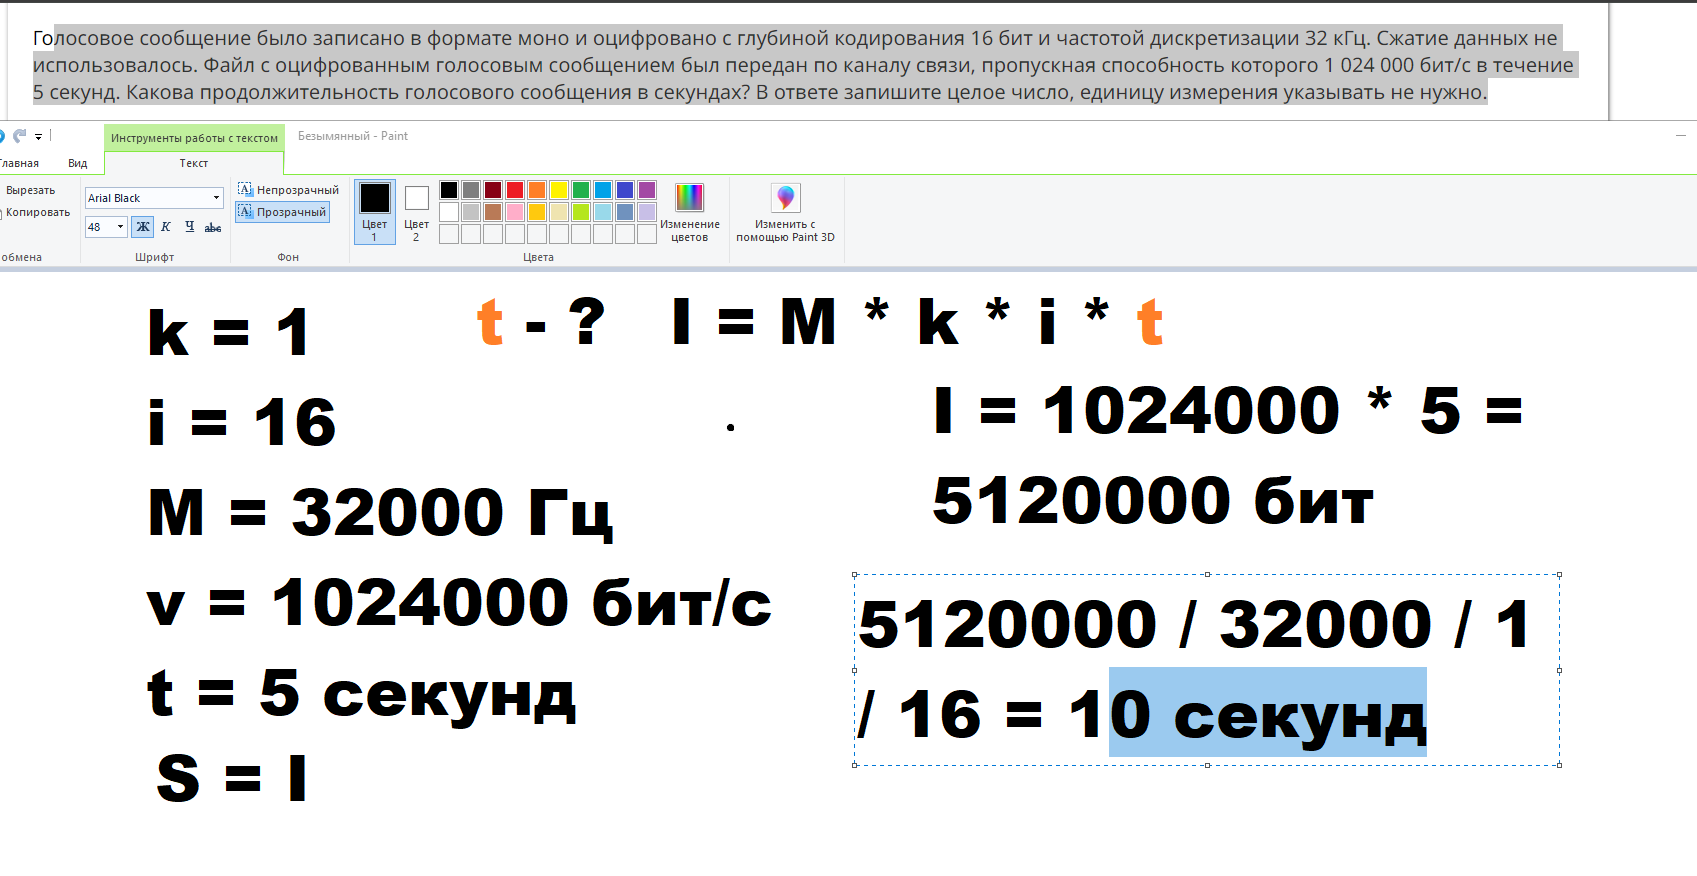 Голосовое сообщение было записано в формате моно и оцифровано с глубиной кодирования 16 бит и частотой дискретизации 32 кГц. Сжатие данных не
использовалось. Файл с оцифрованным голосовым сообщением был передан по каналу связи, пропускная способность которого 1 024 000 бит/с в течение
5 секунд. Какова продолжительность голосового сообщения в секундах? В ответе запишите целое число, единицу измерения указывать не нужно.
Инструменты работы с текстом
Безымянный - Paint
Главная
Вид
Текст
Вырезать
Копировать
обмена
Arial Black
48
Ж К Ч abc
Шрифт
Непрозрачный
Прозрачный
Фон
Цвет
1
Цвет
2
Изменение
цветов
Цвета
Изменить с
помощью Paint 3D
k = 1
t - ?
I = M * k * i * t
i = 16
I = 1024000 * 5 =
5120000 бит
M = 32000 Гц
v = 1024000 бит/с
5120000 / 32000 / 1
/ 16 = 10 секунд
t = 5 секунд
S = I